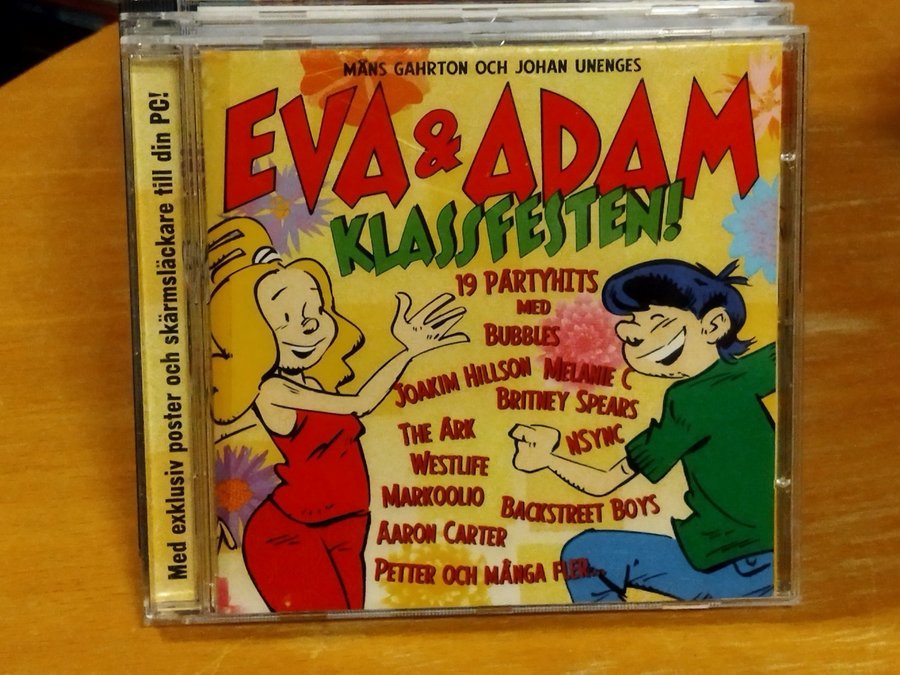 Med exklusiv poster och skärmsläckare till din PC!
MÅNS GAHRTON OCH JOHAN UNENGES
EVA & ADAM
KLASSFESTEN!
19 PARTYHITS
MED
BUBBLES
JOAKIM HILLSON MELANIE C
BRITNEY SPEARS
THE ARK NSYNC
WESTLIFE
MARKOOLIO BACKSTREET BOYS
AARON CARTER
PETTER OCH MÅNGA FLER...